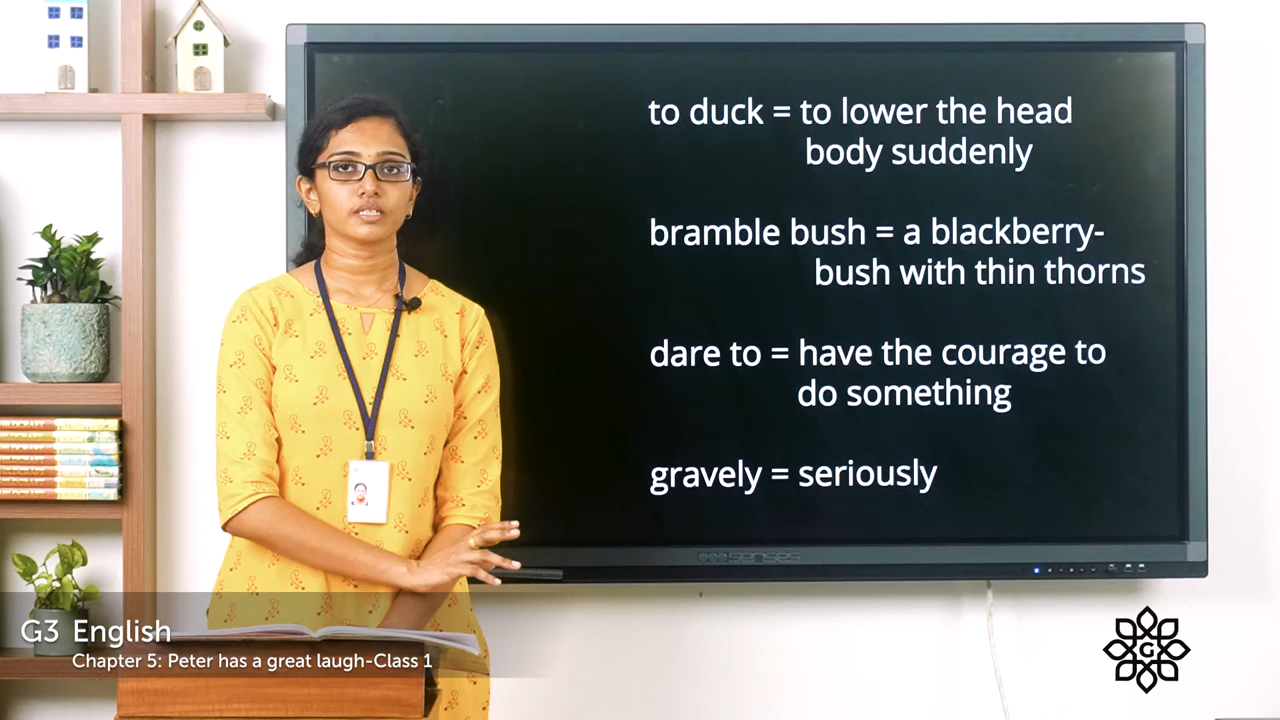 to duck = to lower the head
body suddenly
bramble bush = a blackberry-
bush with thin thorns
dare to = have the courage to
do something
gravely = seriously
G3 English
Chapter 5: Peter has a great laugh-Class 1
G